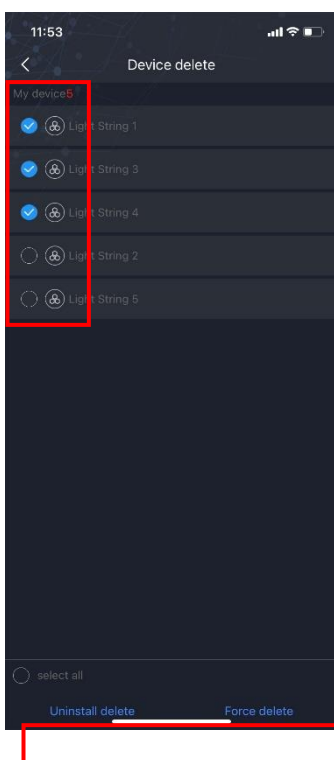 11:53
Device delete
My device5
Light String 1
Light String 3
Light String 4
Light String 2
Light String 5
select all
Uninstall delete Force delete